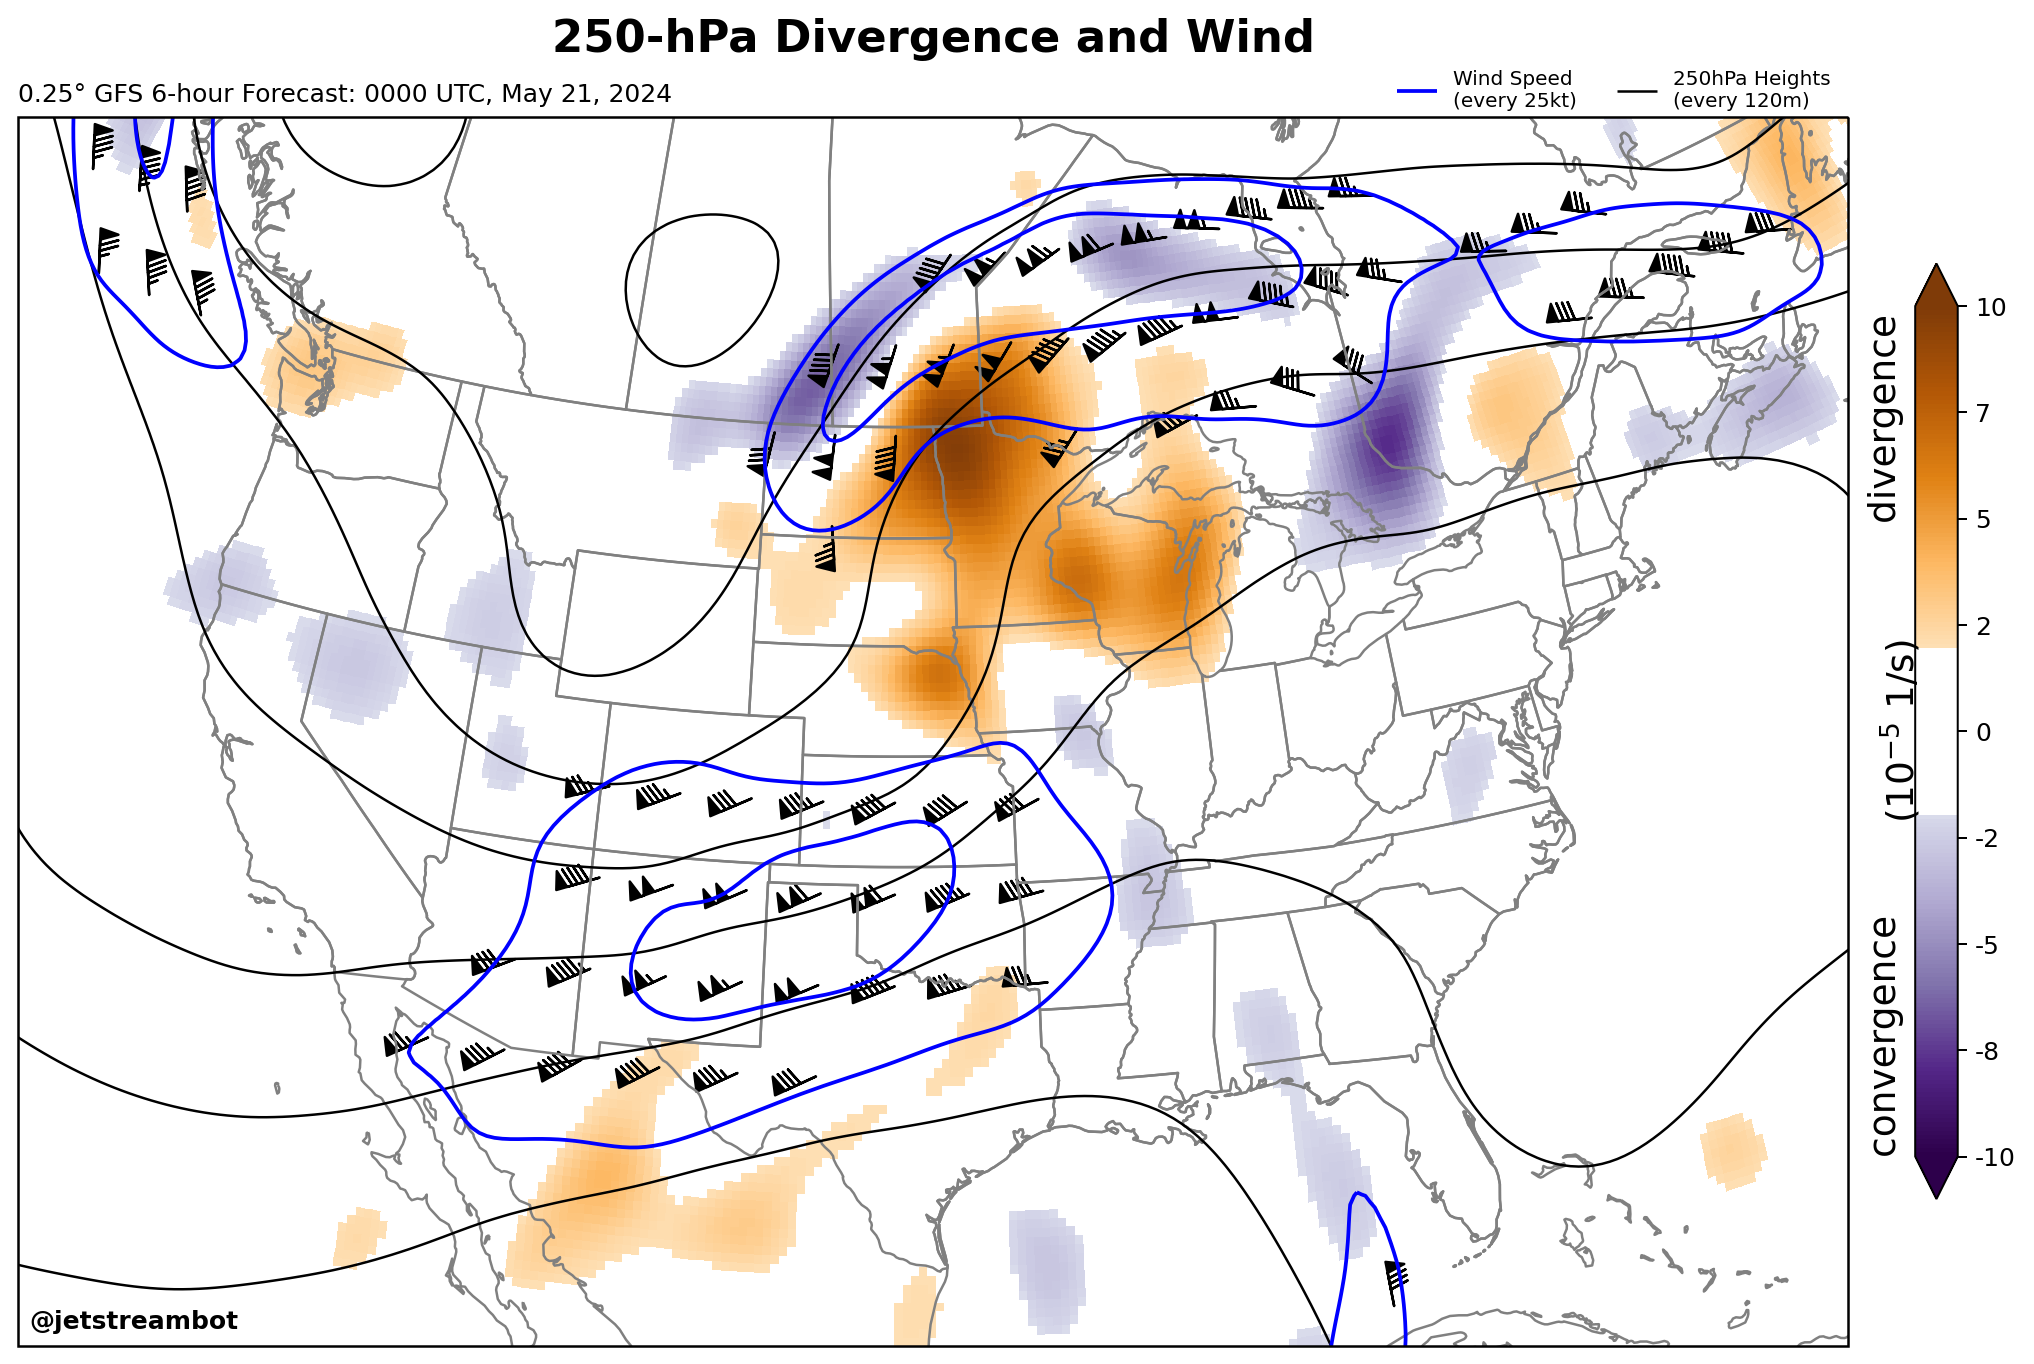 250-hPa Divergence and Wind
0.25° GFS 6-hour Forecast: 0000 UTC, May 21, 2024
Wind Speed
(every 25kt)
250hPa Heights
(every 120m)
10
7
5
2
0
-2
-5
-8
-10
divergence
(10⁻⁵ 1/s)
convergence
@jetstreambot